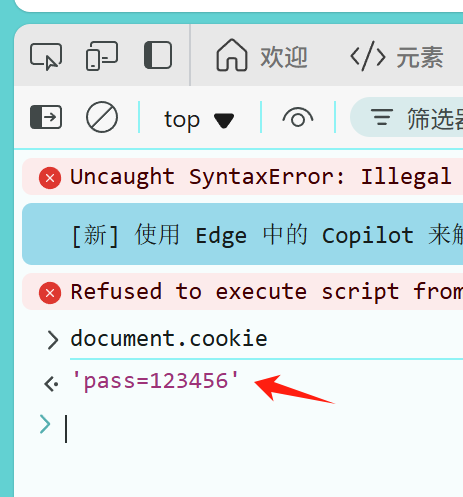 欢迎 </> 元素
top 筛选器
Uncaught SyntaxError: Illegal
[新] 使用 Edge 中的 Copilot 来解
Refused to execute script from
> document.cookie
'pass=123456'
>